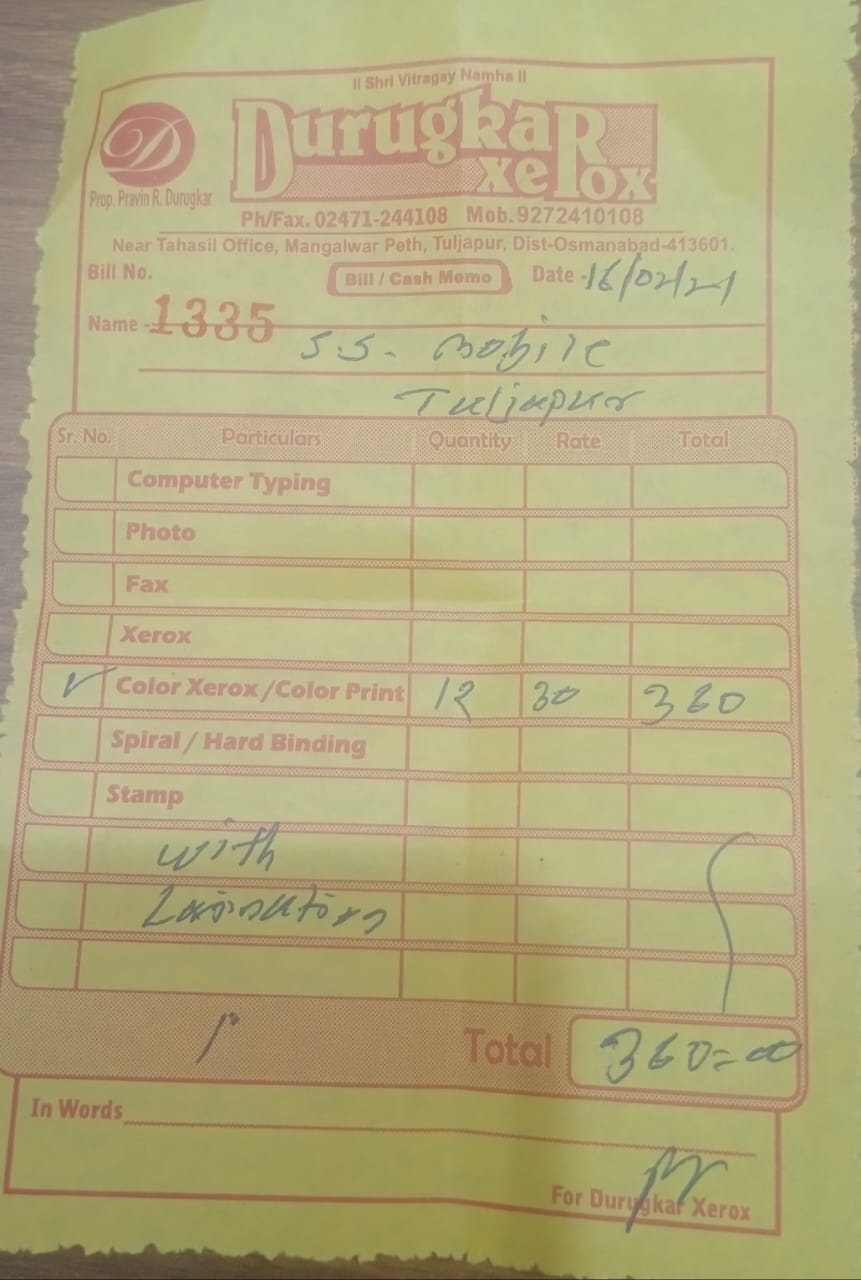 || Shri Vitragay Namha ||
D
Durugkar
xeRox
Prop. Pravin R. Durugkar
Ph/Fax. 02471-244108 Mob. 9272410108
Near Tahasil Office, Mangalwar Peth, Tuljapur, Dist-Osmanabad-413601.
Bill No. Bill / Cash Memo Date - 16/02/21
Name - 1335
S.S. Mobile
Tuljapur
Sr. No. Particulars Quantity Rate Total
Computer Typing
Photo
Fax
Xerox
✓ Color Xerox / Color Print 12 30 360
Spiral / Hard Binding
Stamp
with
Lamination
Total 360=00
In Words
For Durugkar Xerox